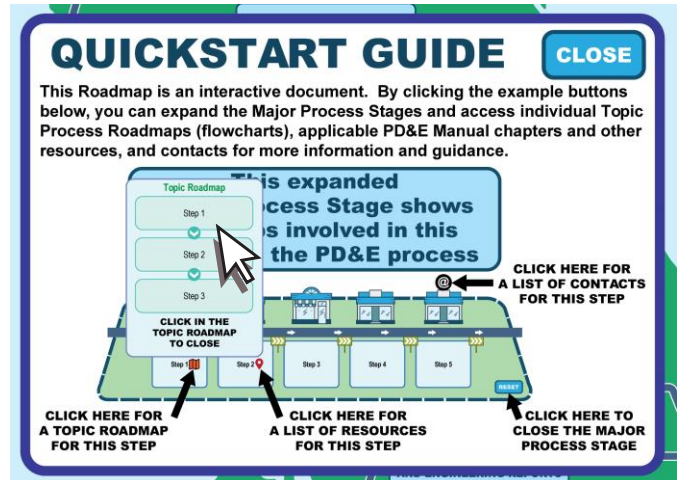 QUICKSTART GUIDE
CLOSE
This Roadmap is an interactive document. By clicking the example buttons
below, you can expand the Major Process Stages and access individual Topic
Process Roadmaps (flowcharts), applicable PD&E Manual chapters and other
resources, and contacts for more information and guidance.
This expanded
cess Stage shows
s involved in this
the PD&E process
Topic Roadmap
Step 1
Step 2
Step 3
CLICK IN THE
TOPIC ROADMAP
TO CLOSE
@
CLICK HERE FOR
A LIST OF CONTACTS
FOR THIS STEP
Step 1
Step 2
Step 3
Step 4
Step 5
RESET
CLICK HERE FOR
A TOPIC ROADMAP
FOR THIS STEP
CLICK HERE FOR
A LIST OF RESOURCES
FOR THIS STEP
CLICK HERE TO
CLOSE THE MAJOR
PROCESS STAGE
AND ENGINEERING REPORTS